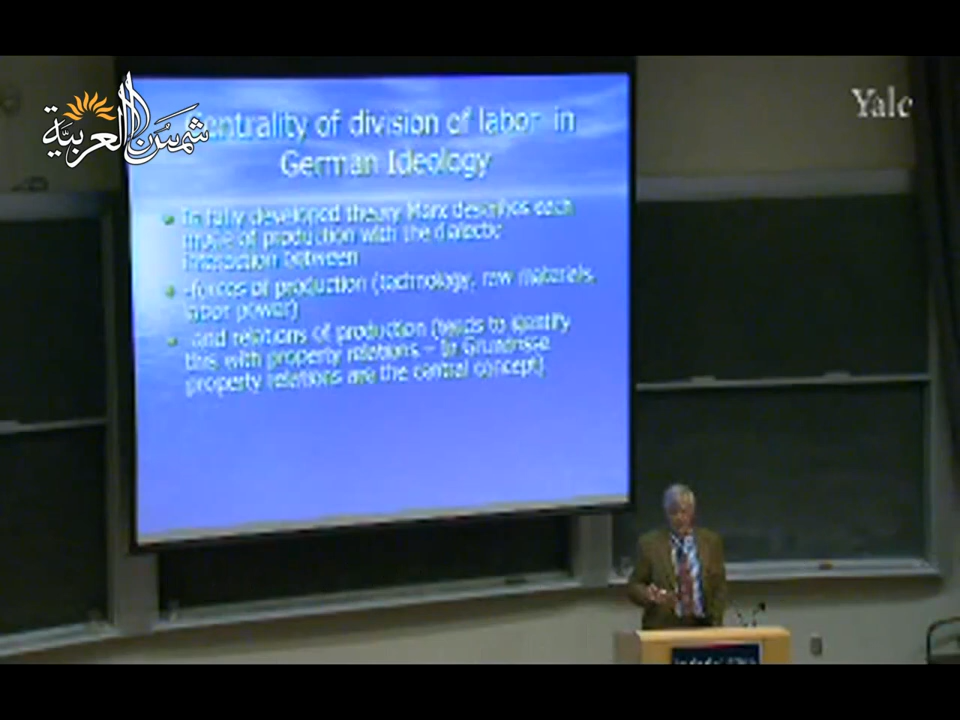 شمس العربية
Yale
Centrality of division of labor in
German Ideology
In fully developed theory Marx describes each
mode of production with the dialectic
interaction between
-forces of production (technology, raw materials,
labor power)
-and relations of production (tends to identify
this with property relations – In Grundrisse
property relations are the central concept)